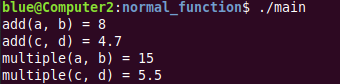 blue@Computer2:normal_function$ ./main
add(a, b) = 8
add(c, d) = 4.7
multiple(a, b) = 15
multiple(c, d) = 5.5